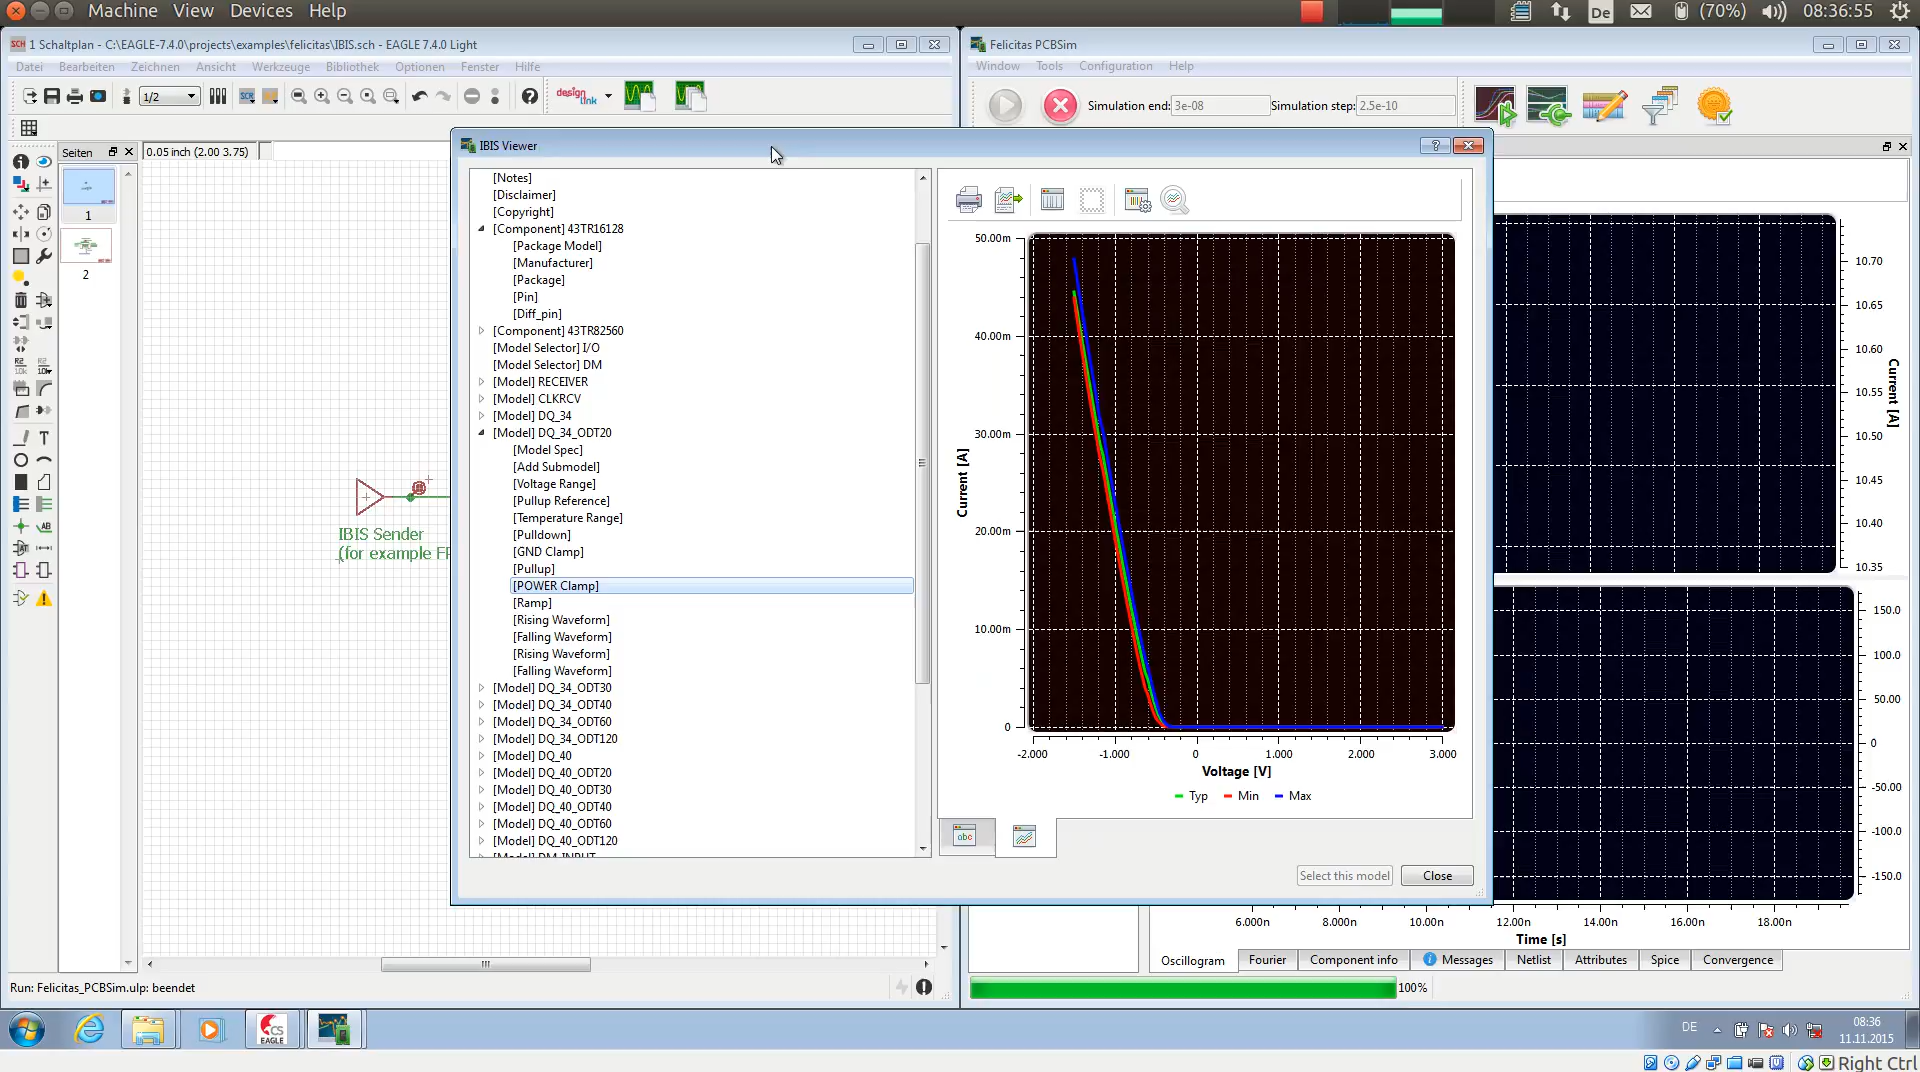 Machine View Devices Help
De (70%) 08:36:55
1 Schaltplan - C:\EAGLE-7.4.0\projects\examples\felicitas\IBIS.sch - EAGLE 7.4.0 Light
Datei Bearbeiten Zeichnen Ansicht Werkzeuge Bibliothek Optionen Fenster Hilfe
1/2
design link
Seiten
0.05 inch (2.00 3.75)
1
2
IBIS Sender
(for example FP
Run: Felicitas_PCBSim.ulp: beendet
Felicitas PCBSim
Window Tools Configuration Help
Simulation end: 3e-08 Simulation step: 2.5e-10
IBIS Viewer
[Notes]
[Disclaimer]
[Copyright]
[Component] 43TR16128
[Package Model]
[Manufacturer]
[Package]
[Pin]
[Diff_pin]
[Component] 43TR82560
[Model Selector] I/O
[Model Selector] DM
[Model] RECEIVER
[Model] CLKRCV
[Model] DQ_34
[Model] DQ_34_ODT20
[Model Spec]
[Add Submodel]
[Voltage Range]
[Pullup Reference]
[Temperature Range]
[Pulldown]
[GND Clamp]
[Pullup]
[POWER Clamp]
[Ramp]
[Rising Waveform]
[Falling Waveform]
[Rising Waveform]
[Falling Waveform]
[Model] DQ_34_ODT30
[Model] DQ_34_ODT40
[Model] DQ_34_ODT60
[Model] DQ_34_ODT120
[Model] DQ_40
[Model] DQ_40_ODT20
[Model] DQ_40_ODT30
[Model] DQ_40_ODT40
[Model] DQ_40_ODT60
[Model] DQ_40_ODT120
[Model] DM_INPUT
50.00m
40.00m
30.00m
20.00m
10.00m
0
Current [A]
-2.000 -1.000 0 1.000 2.000 3.000
Voltage [V]
Typ Min Max
abc
Select this model Close
10.70
10.65
10.60
10.55
10.50
10.45
10.40
10.35
Current [A]
150.0
100.0
50.00
0
-50.00
-100.0
-150.0
6.000n 8.000n 10.00n 12.00n 14.00n 16.00n 18.00n
Time [s]
Oscillogram Fourier Component info Messages Netlist Attributes Spice Convergence
100%
CS
EAGLE
DE 08:36
11.11.2015
Right Ctrl